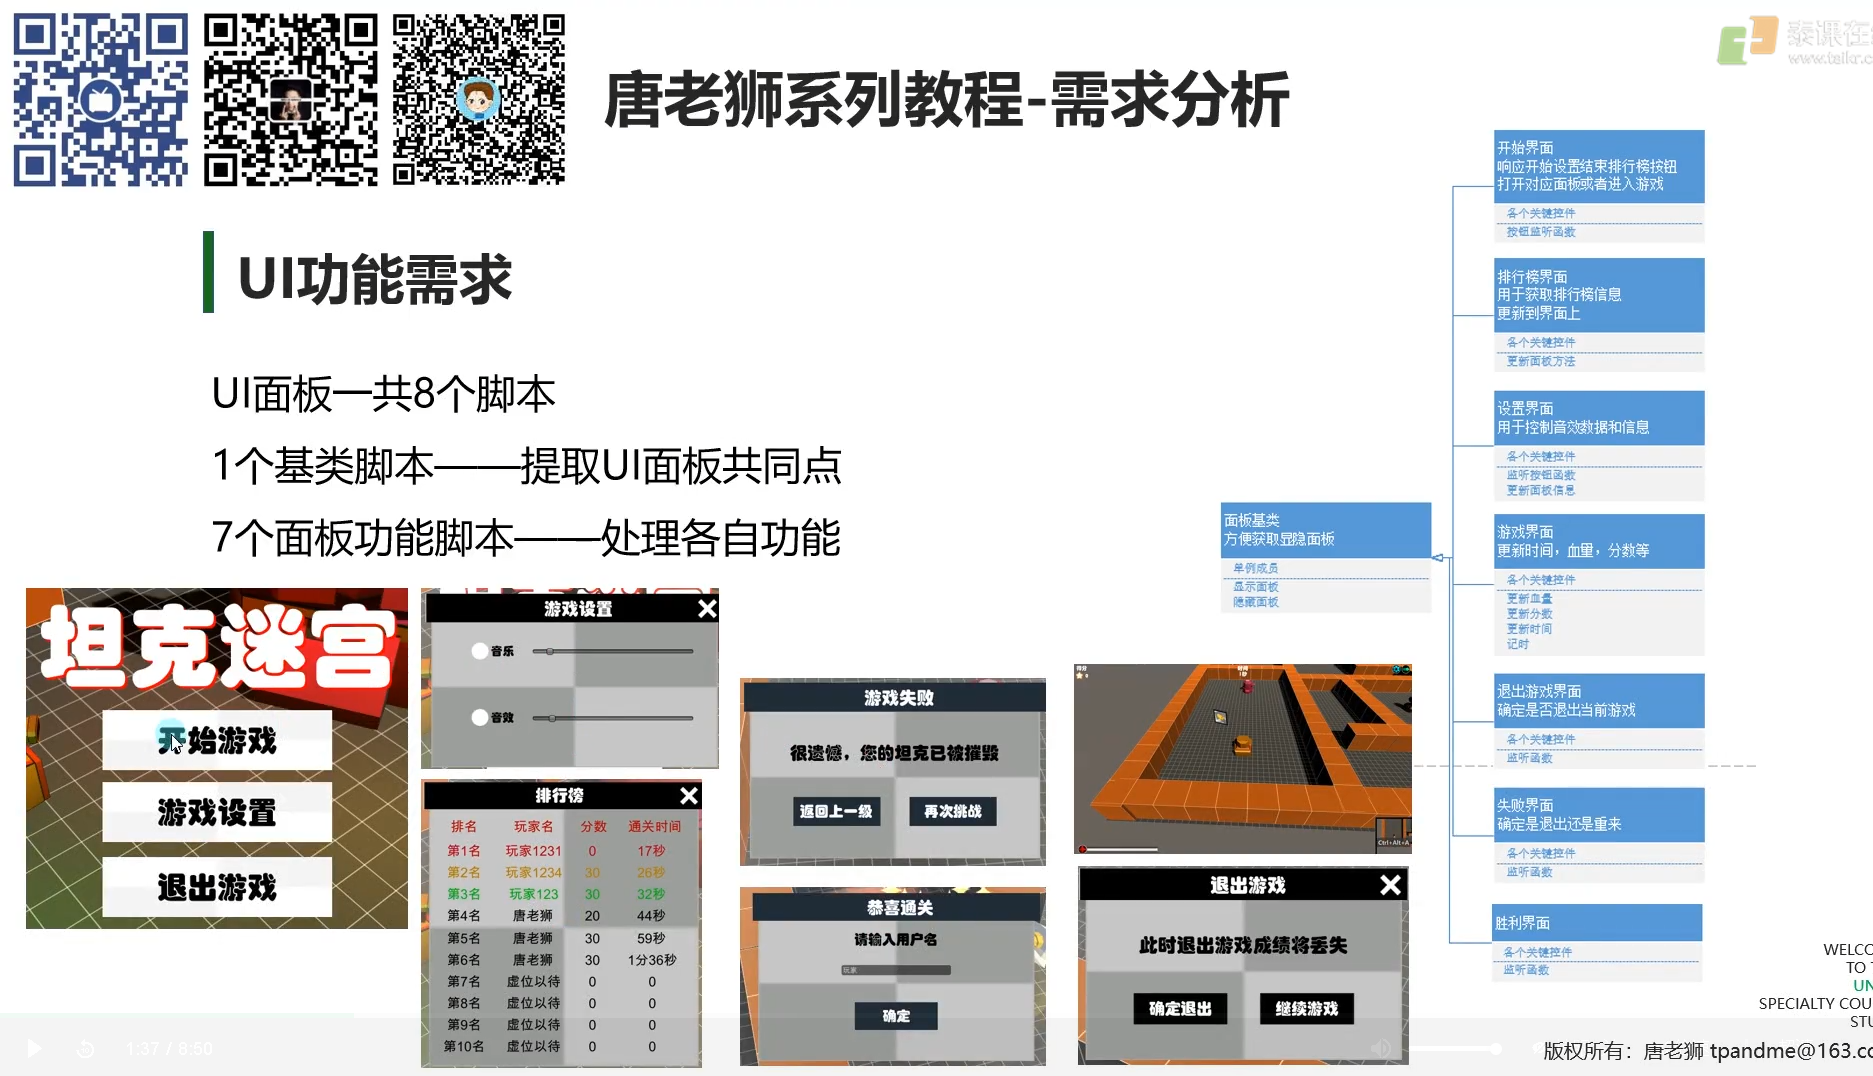 唐老狮系列教程-需求分析
泰课在
www.taikr.c
UI功能需求
UI面板一共8个脚本
1个基类脚本——提取UI面板共同点
7个面板功能脚本——处理各自功能
坦克迷宫
开始游戏
游戏设置
退出游戏
游戏设置
音乐
音效
排行榜
排名 玩家名 分数 通关时间
第1名 玩家1231 0 17秒
第2名 玩家1234 30 26秒
第3名 玩家123 30 32秒
第4名 唐老狮 20 44秒
第5名 唐老狮 30 59秒
第6名 唐老狮 30 1分36秒
第7名 虚位以待 0 0
第8名 虚位以待 0 0
第9名 虚位以待 0 0
第10名 虚位以待 0 0
游戏失败
很遗憾，您的坦克已被摧毁
返回上一级 再次挑战
恭喜通关
请输入用户名
玩家
确定
Ctrl+Alt+A
退出游戏
此时退出游戏成绩将丢失
确定退出 继续游戏
面板基类
方便获取显隐面板
单例成员
显示面板
隐藏面板
开始界面
响应开始设置结束排行榜按钮
打开对应面板或者进入游戏
各个关键控件
按钮监听函数
排行榜界面
用于获取排行榜信息
更新到界面上
各个关键控件
更新面板方法
设置界面
用于控制音效数据和信息
各个关键控件
监听按钮函数
更新面板信息
游戏界面
更新时间，血量，分数等
各个关键控件
更新血量
更新分数
更新时间
记时
退出游戏界面
确定是否退出当前游戏
各个关键控件
监听函数
失败界面
确定是退出还是重来
各个关键控件
监听函数
胜利界面
各个关键控件
监听函数
WELCO
TO T
UN
SPECIALTY COU
STU
1:37 / 8:50
版权所有：唐老狮 tpandme@163.co